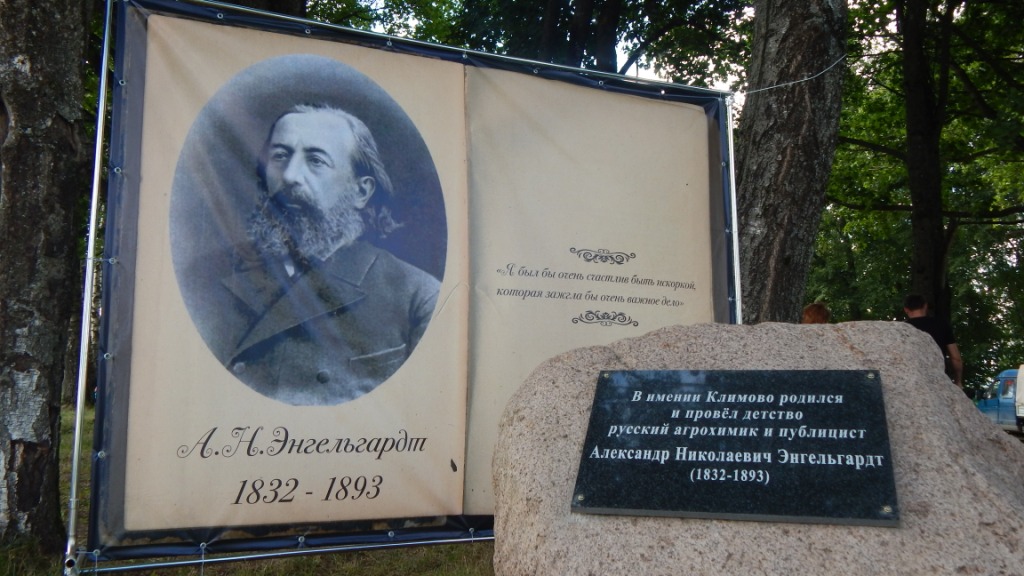 А.Н.Энгельгардт
1832 - 1893
«Я был бы очень счастлив быть искоркой,
которая зажгла бы очень важное дело»
В имении Климово родился
и провёл детство
русский агрохимик и публицист
Александр Николаевич Энгельгардт
(1832-1893)